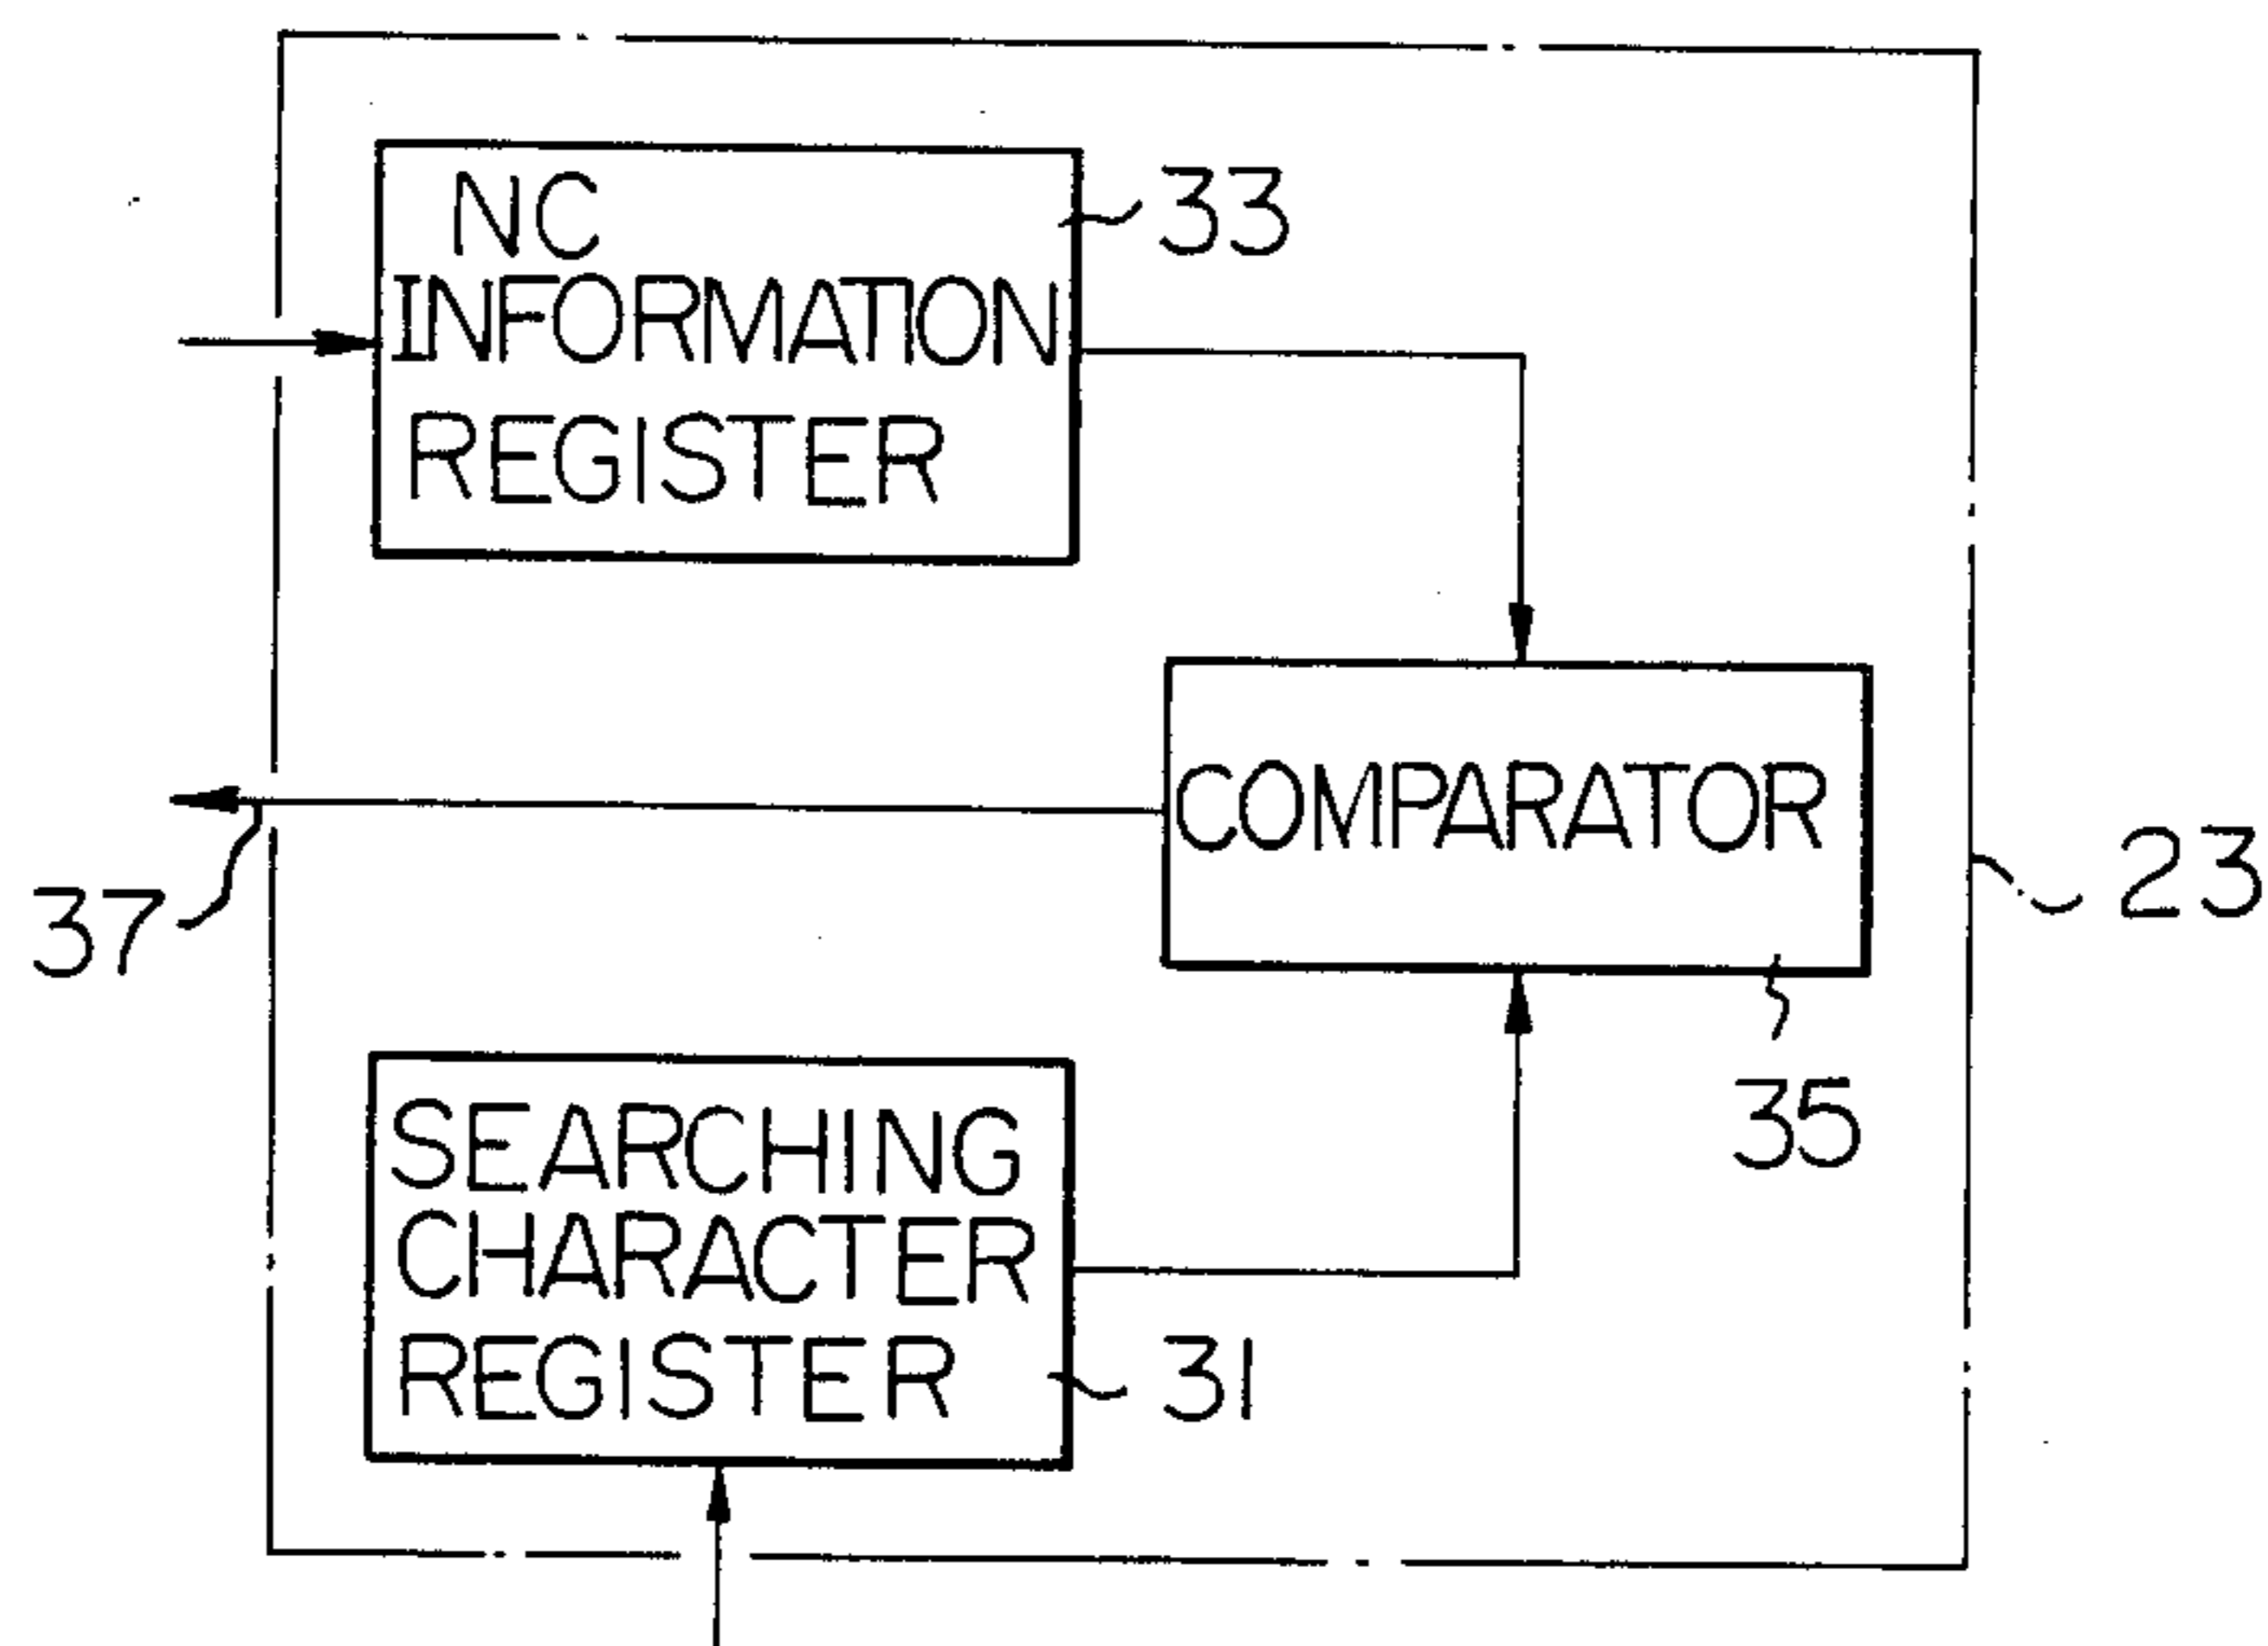 NC
INFORMATION
REGISTER
33
COMPARATOR
37
23
35
SEARCHING
CHARACTER
REGISTER
31